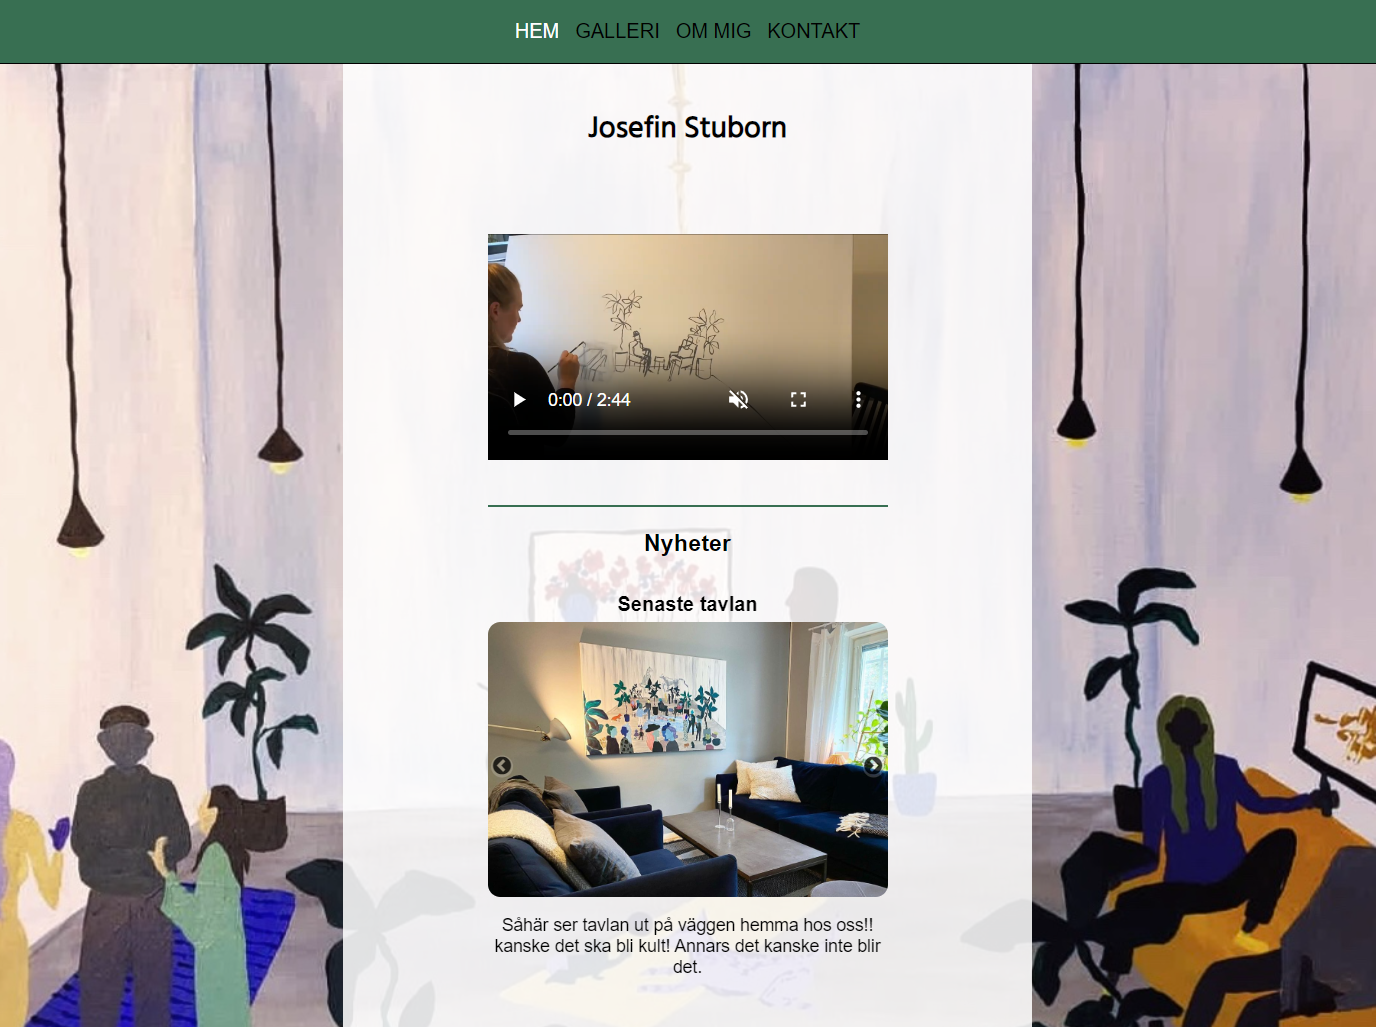 HEM GALLERI OM MIG KONTAKT
Josefin Stuborn
0:00 / 2:44
Nyheter
Senaste tavlan
Såhär ser tavlan ut på väggen hemma hos oss!!
kanske det ska bli kult! Annars det kanske inte blir
det.